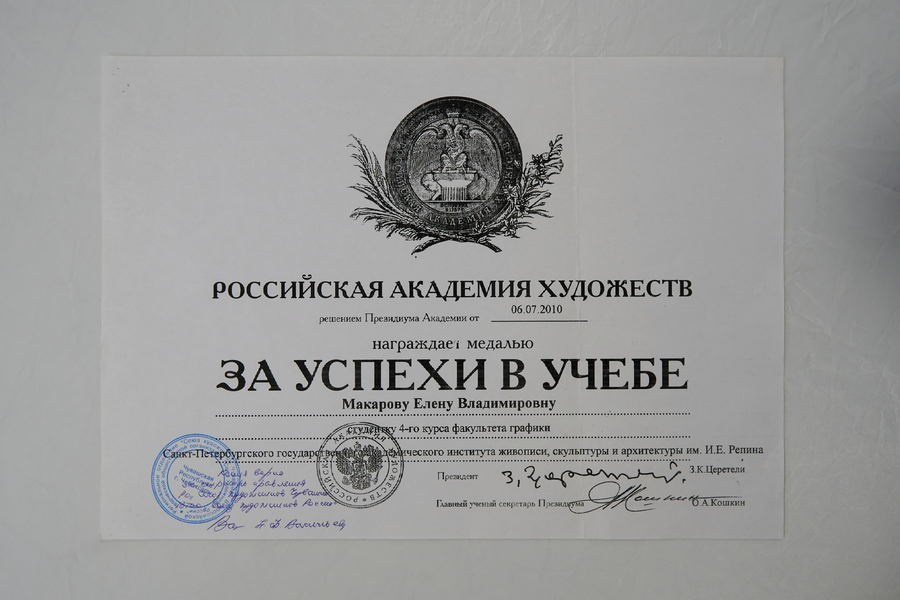 РОССИЙСКАЯ АКАДЕМИЯ ХУДОЖЕСТВ
решением Президиума Академии от 06.07.2010
награждает медалью
ЗА УСПЕХИ В УЧЕБЕ
Макарову Елену Владимировну
студентку 4-го курса факультета графики
Санкт-Петербургского государственного академического института живописи, скульптуры и архитектуры им. И.Е. Репина
Президент З.К.Церетели
Главный ученый секретарь Президиума О.А.Кошкин
Копия верна